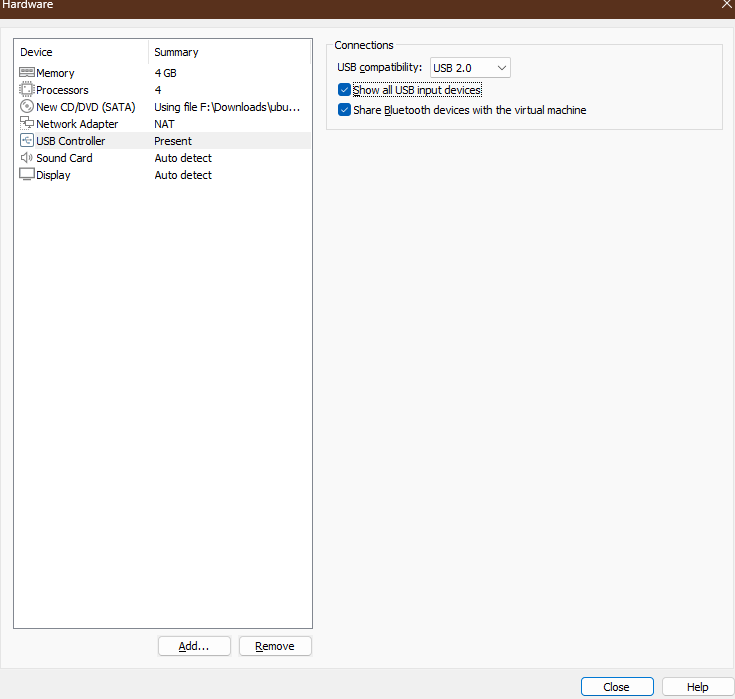 Hardware
Device Summary
Memory 4 GB
Processors 4
New CD/DVD (SATA) Using file F:\Downloads\ubu...
Network Adapter NAT
USB Controller Present
Sound Card Auto detect
Display Auto detect
Add... Remove
Connections
USB compatibility: USB 2.0
Show all USB input devices
Share Bluetooth devices with the virtual machine
Close Help